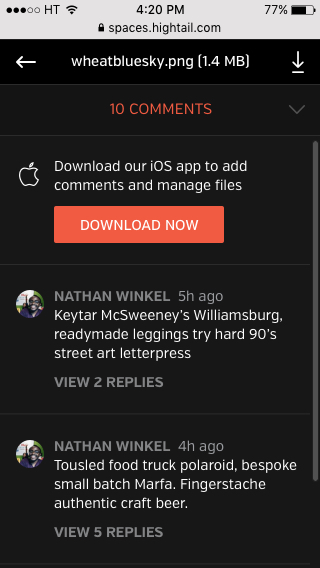 HT 4:20 PM 77%
spaces.hightail.com
wheatbluesky.png (1.4 MB)
10 COMMENTS
Download our iOS app to add
comments and manage files
DOWNLOAD NOW
NATHAN WINKEL 5h ago
Keytar McSweeney's Williamsburg,
readymade leggings try hard 90's
street art letterpress
VIEW 2 REPLIES
NATHAN WINKEL 4h ago
Tousled food truck polaroid, bespoke
small batch Marfa. Fingerstache
authentic craft beer.
VIEW 5 REPLIES